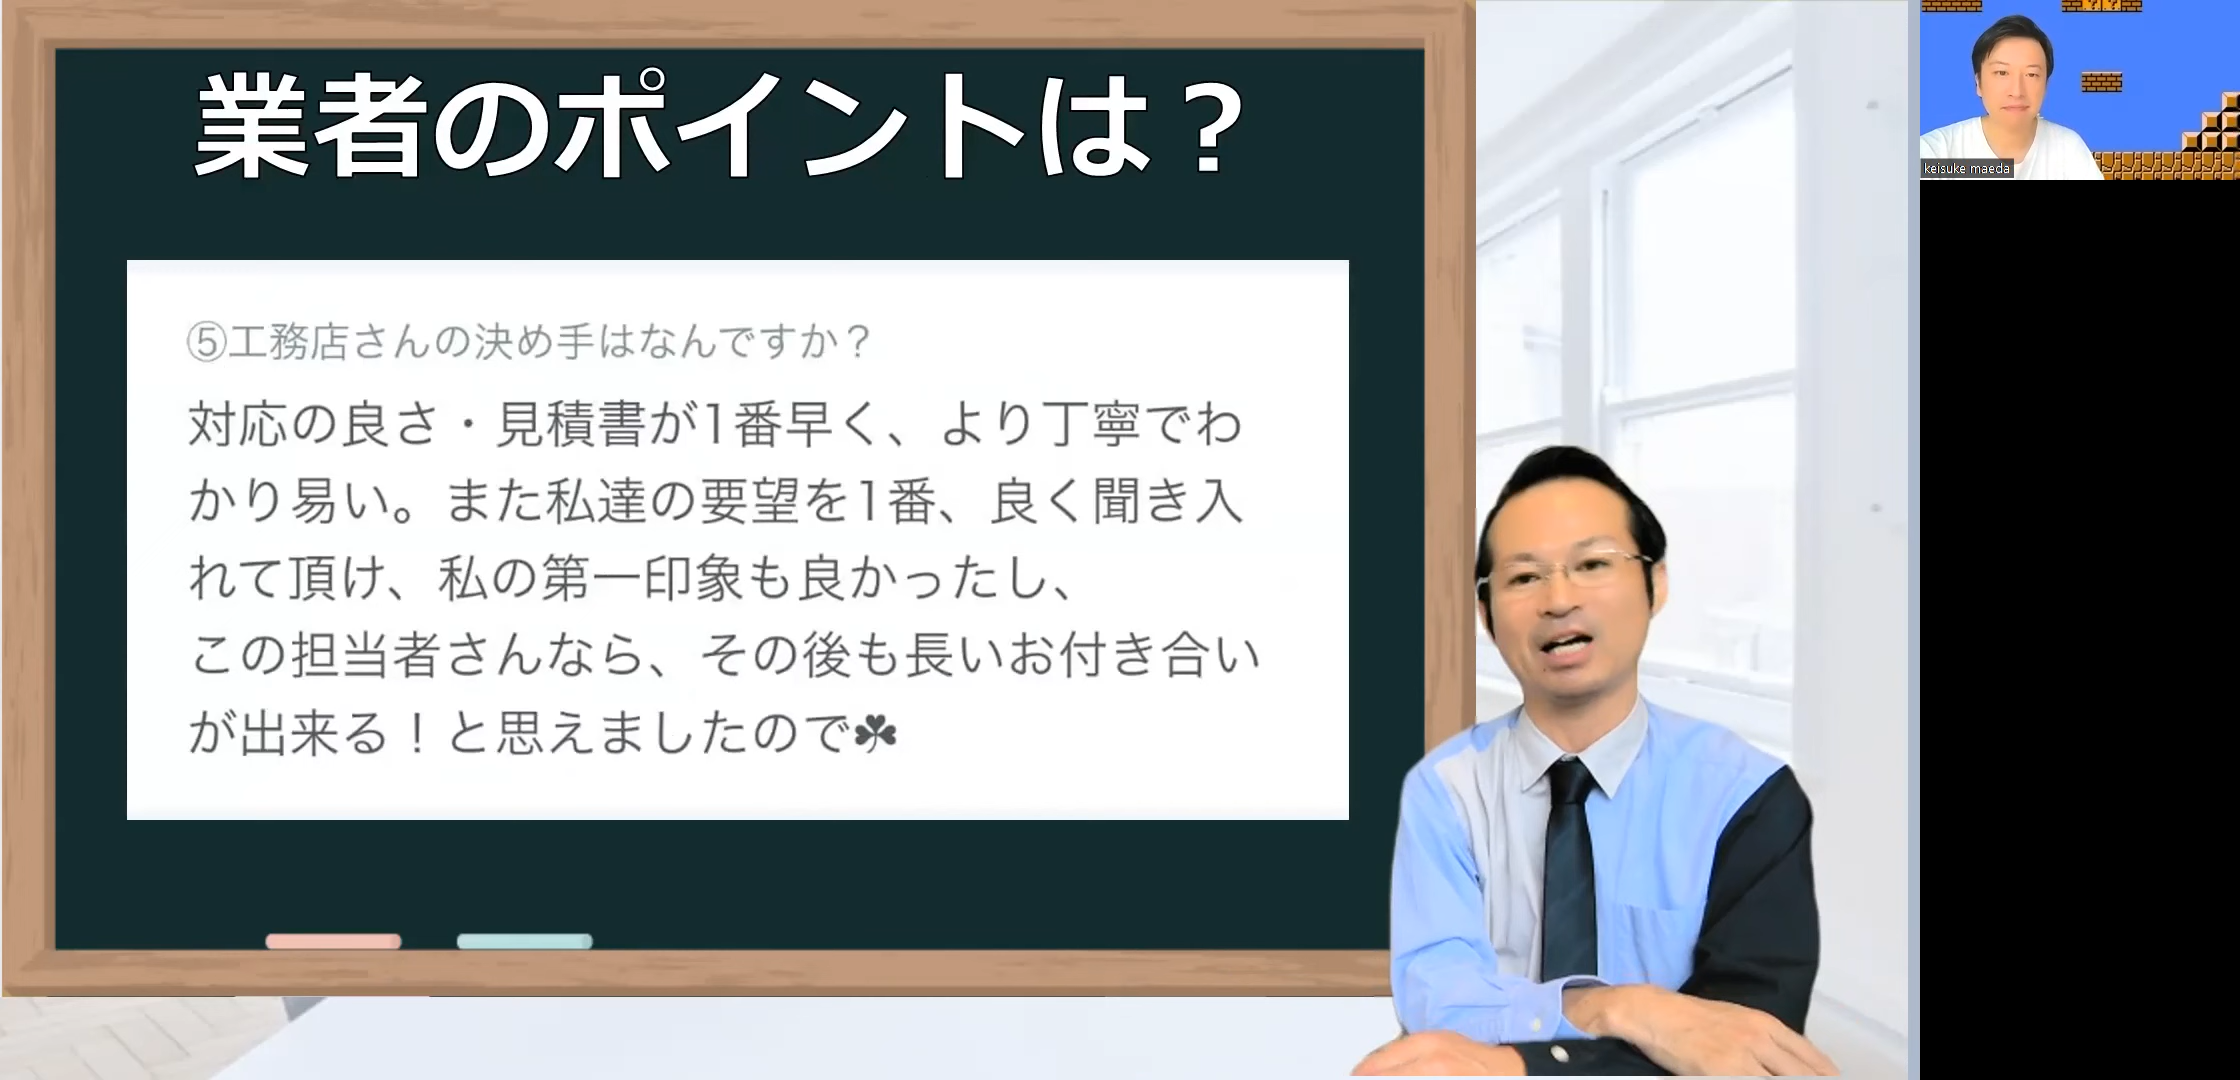 業者のポイントは？
⑤工務店さんの決め手はなんですか？
対応の良さ・見積書が1番早く、より丁寧でわ
かり易い。また私達の要望を1番、良く聞き入
れて頂け、私の第一印象も良かったし、
この担当者さんなら、その後も長いお付き合い
が出来る！と思えましたので☘
keisuke maeda